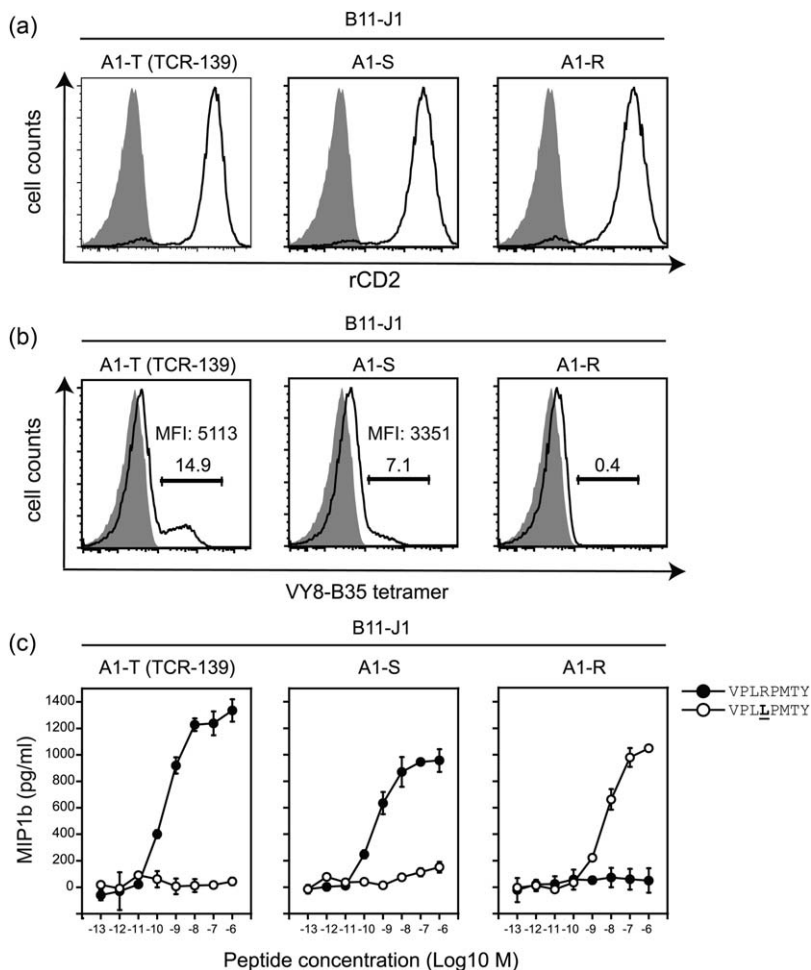 (a)
B11-J1
A1-T (TCR-139) A1-S A1-R
cell counts
rCD2
(b)
B11-J1
A1-T (TCR-139) A1-S A1-R
cell counts
MFI: 5113 MFI: 3351
14.9 7.1 0.4
VY8-B35 tetramer
(c)
B11-J1
A1-T (TCR-139) A1-S A1-R
VPLRPMTY
VPLLPMTY
MIP1b (pg/ml)
1400
1200
1000
800
600
400
200
0
-13 -12 -11 -10 -9 -8 -7 -6 -13 -12 -11 -10 -9 -8 -7 -6 -13 -12 -11 -10 -9 -8 -7 -6
Peptide concentration (Log10 M)